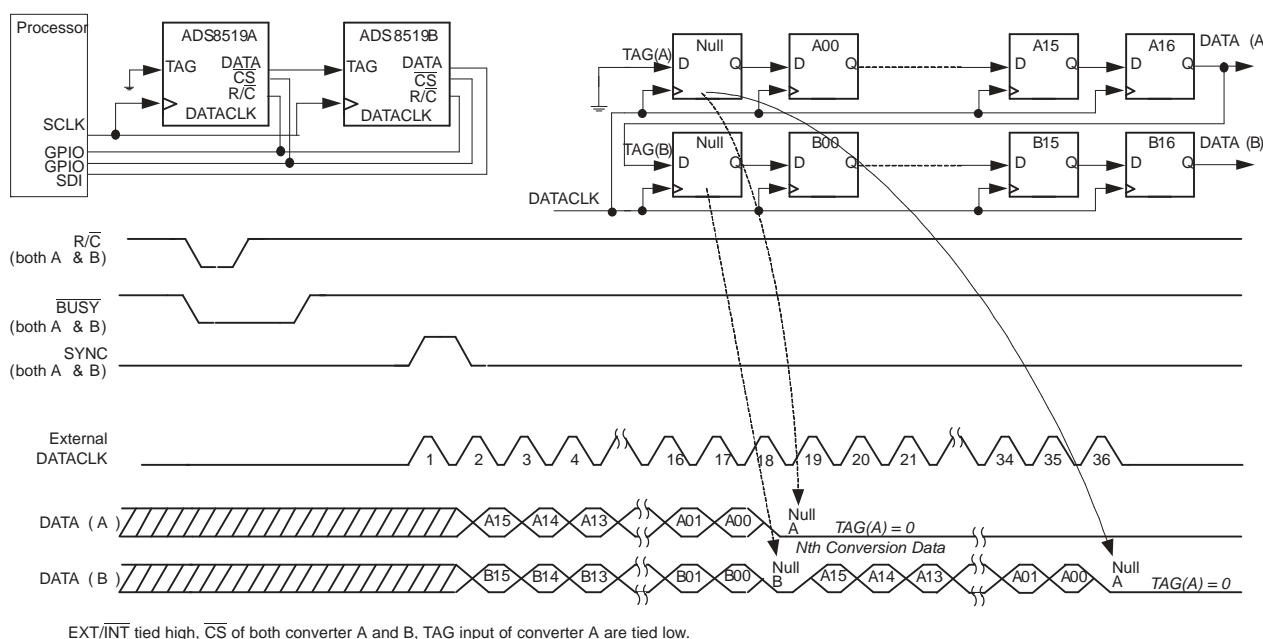 Processor
ADS8519A
TAG
DATA
CS
R/C
DATACLK
ADS8519B
TAG
DATA
CS
R/C
DATACLK
SCLK
GPIO
GPIO
SDI
TAG(A)
Null
D Q
A00
D Q
A15
D Q
A16
D Q
DATA (A
TAG(B)
Null
D Q
B00
D Q
B15
D Q
B16
D Q
DATA (B)
DATACLK
R/C
(both A & B)
BUSY
(both A & B)
SYNC
(both A & B)
External
DATACLK
1 2 3 4 16 17 18 19 20 21 34 35 36
DATA ( A )
A15 A14 A13 A01 A00
Null
A
TAG(A) = 0
Nth Conversion Data
DATA ( B )
B15 B14 B13 B01 B00
Null
B
A15 A14 A13 A01 A00
Null
A
TAG(A) = 0
EXT/INT tied high, CS of both converter A and B, TAG input of converter A are tied low.